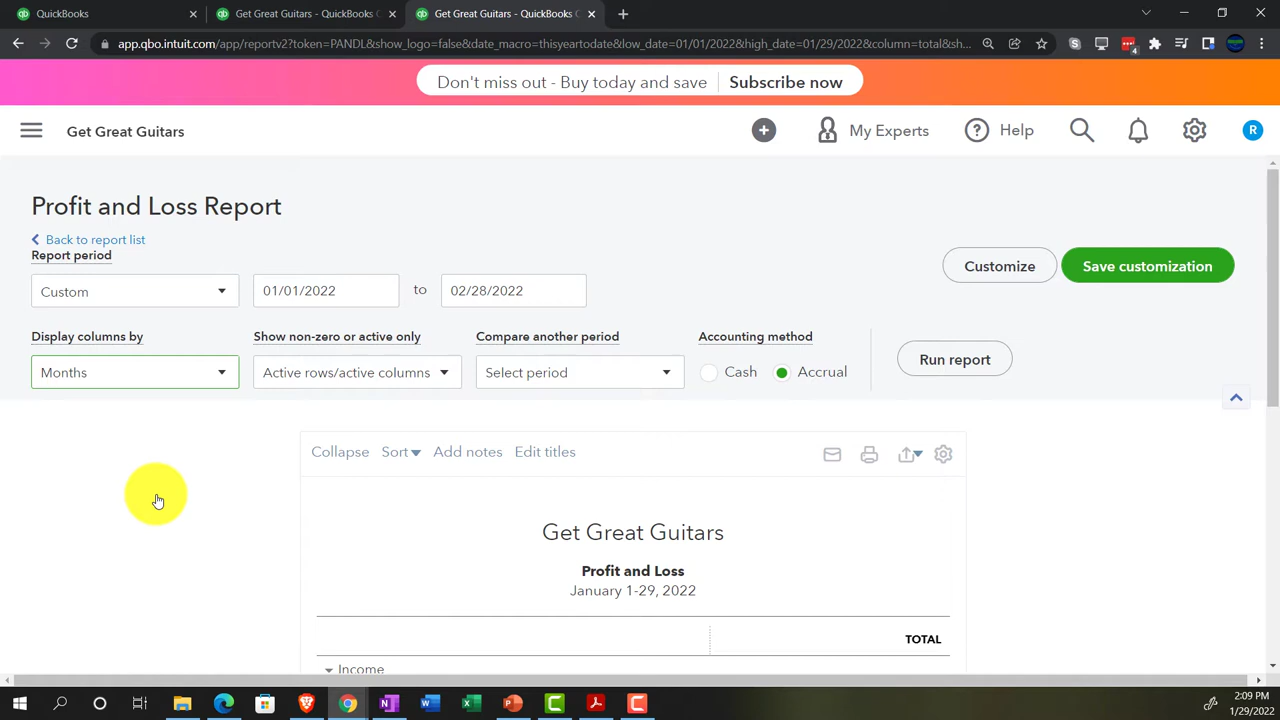 QuickBooks
Get Great Guitars - QuickBooks C
Get Great Guitars - QuickBooks C
app.qbo.intuit.com/app/reportv2?token=PANDL&show_logo=false&date_macro=thisyeartodate&low_date=01/01/2022&high_date=01/29/2022&column=total&sh...
4
Don't miss out - Buy today and save Subscribe now
Get Great Guitars
My Experts Help R
Profit and Loss Report
Back to report list
Report period
Customize Save customization
Custom 01/01/2022 to 02/28/2022
Display columns by Show non-zero or active only Compare another period Accounting method
Months Active rows/active columns Select period Cash Accrual Run report
Collapse Sort Add notes Edit titles
Get Great Guitars
Profit and Loss
January 1-29, 2022
TOTAL
Income
2:09 PM
1/29/2022